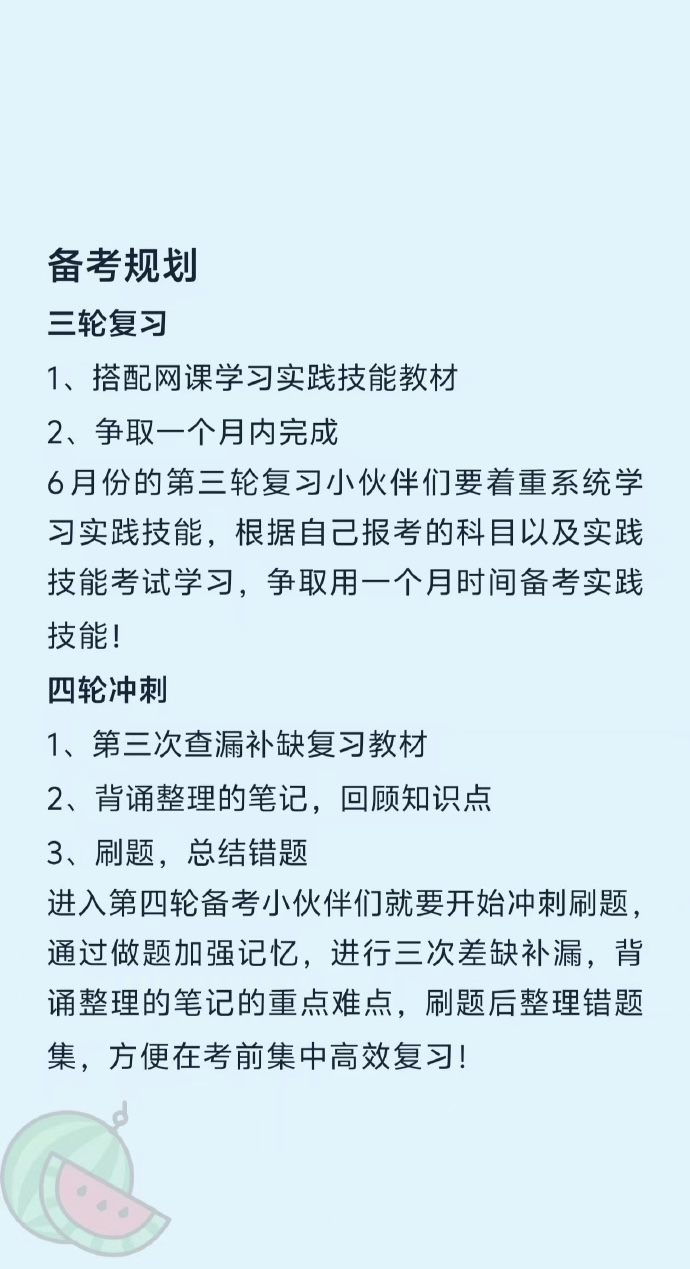 备考规划
三轮复习
1、搭配网课学习实践技能教材
2、争取一个月内完成
6月份的第三轮复习小伙伴们要着重系统学
习实践技能，根据自己报考的科目以及实践
技能考试学习，争取用一个月时间备考实践
技能！
四轮冲刺
1、第三次查漏补缺复习教材
2、背诵整理的笔记，回顾知识点
3、刷题，总结错题
进入第四轮备考小伙伴们就要开始冲刺刷题，
通过做题加强记忆，进行三次差缺补漏，背
诵整理的笔记的重点难点，刷题后整理错题
集，方便在考前集中高效复习！